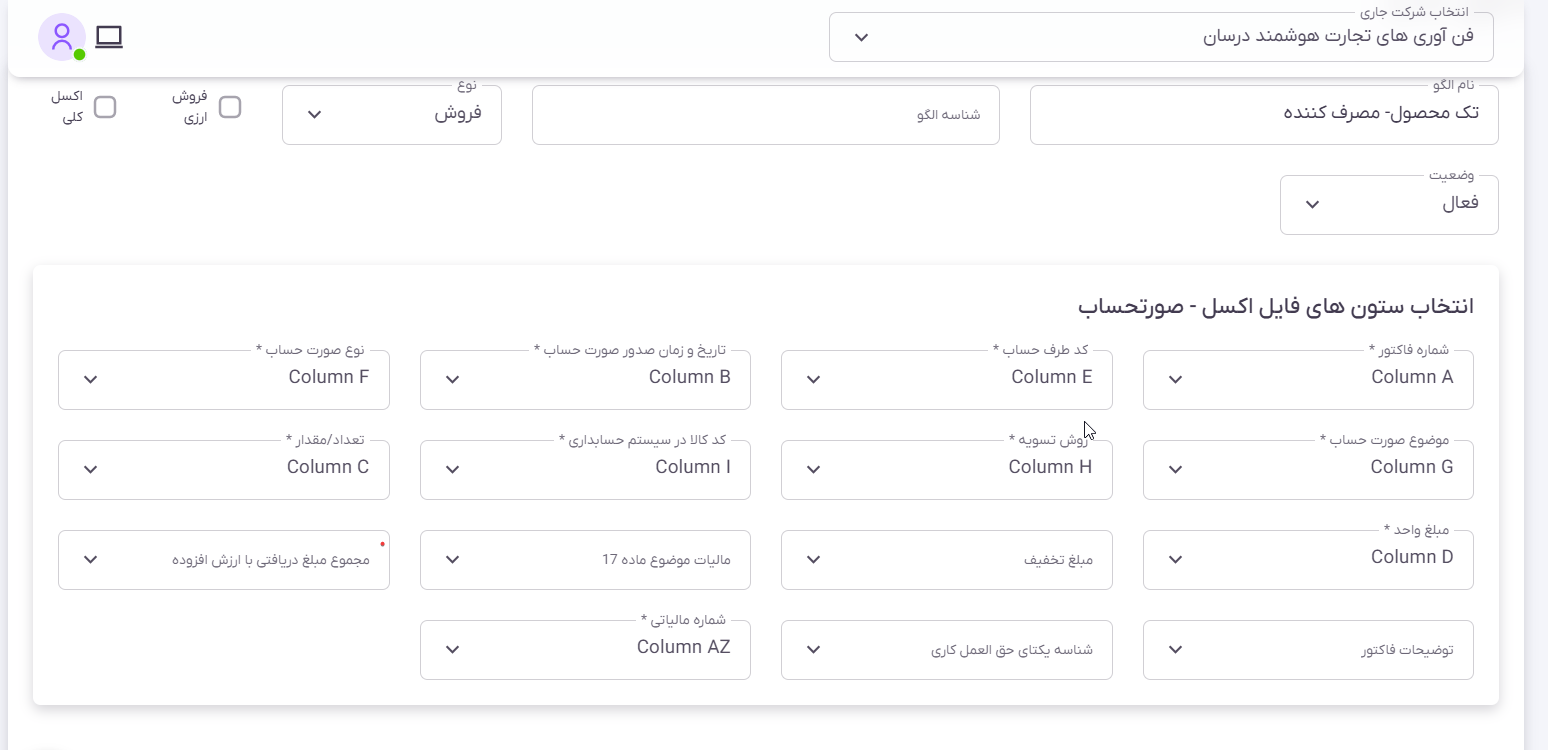 انتخاب شرکت جاری
فن آوری های تجارت هوشمند درسان
نام الگو
تک محصول- مصرف کننده
شناسه الگو
نوع
فروش
فروش
ارزی
اکسل
کلی
وضعیت
فعال
انتخاب ستون های فایل اکسل - صورتحساب
شماره فاکتور *
Column A
کد طرف حساب *
Column E
تاریخ و زمان صدور صورت حساب *
Column B
نوع صورت حساب *
Column F
موضوع صورت حساب *
Column G
روش تسویه *
Column H
کد کالا در سیستم حسابداری *
Column I
تعداد/مقدار *
Column C
مبلغ واحد *
Column D
مبلغ تخفیف
مالیات موضوع ماده 17
مجموع مبلغ دریافتی با ارزش افزوده
توضیحات فاکتور
شناسه یکتای حق العمل کاری
شماره مالیاتی *
Column AZ